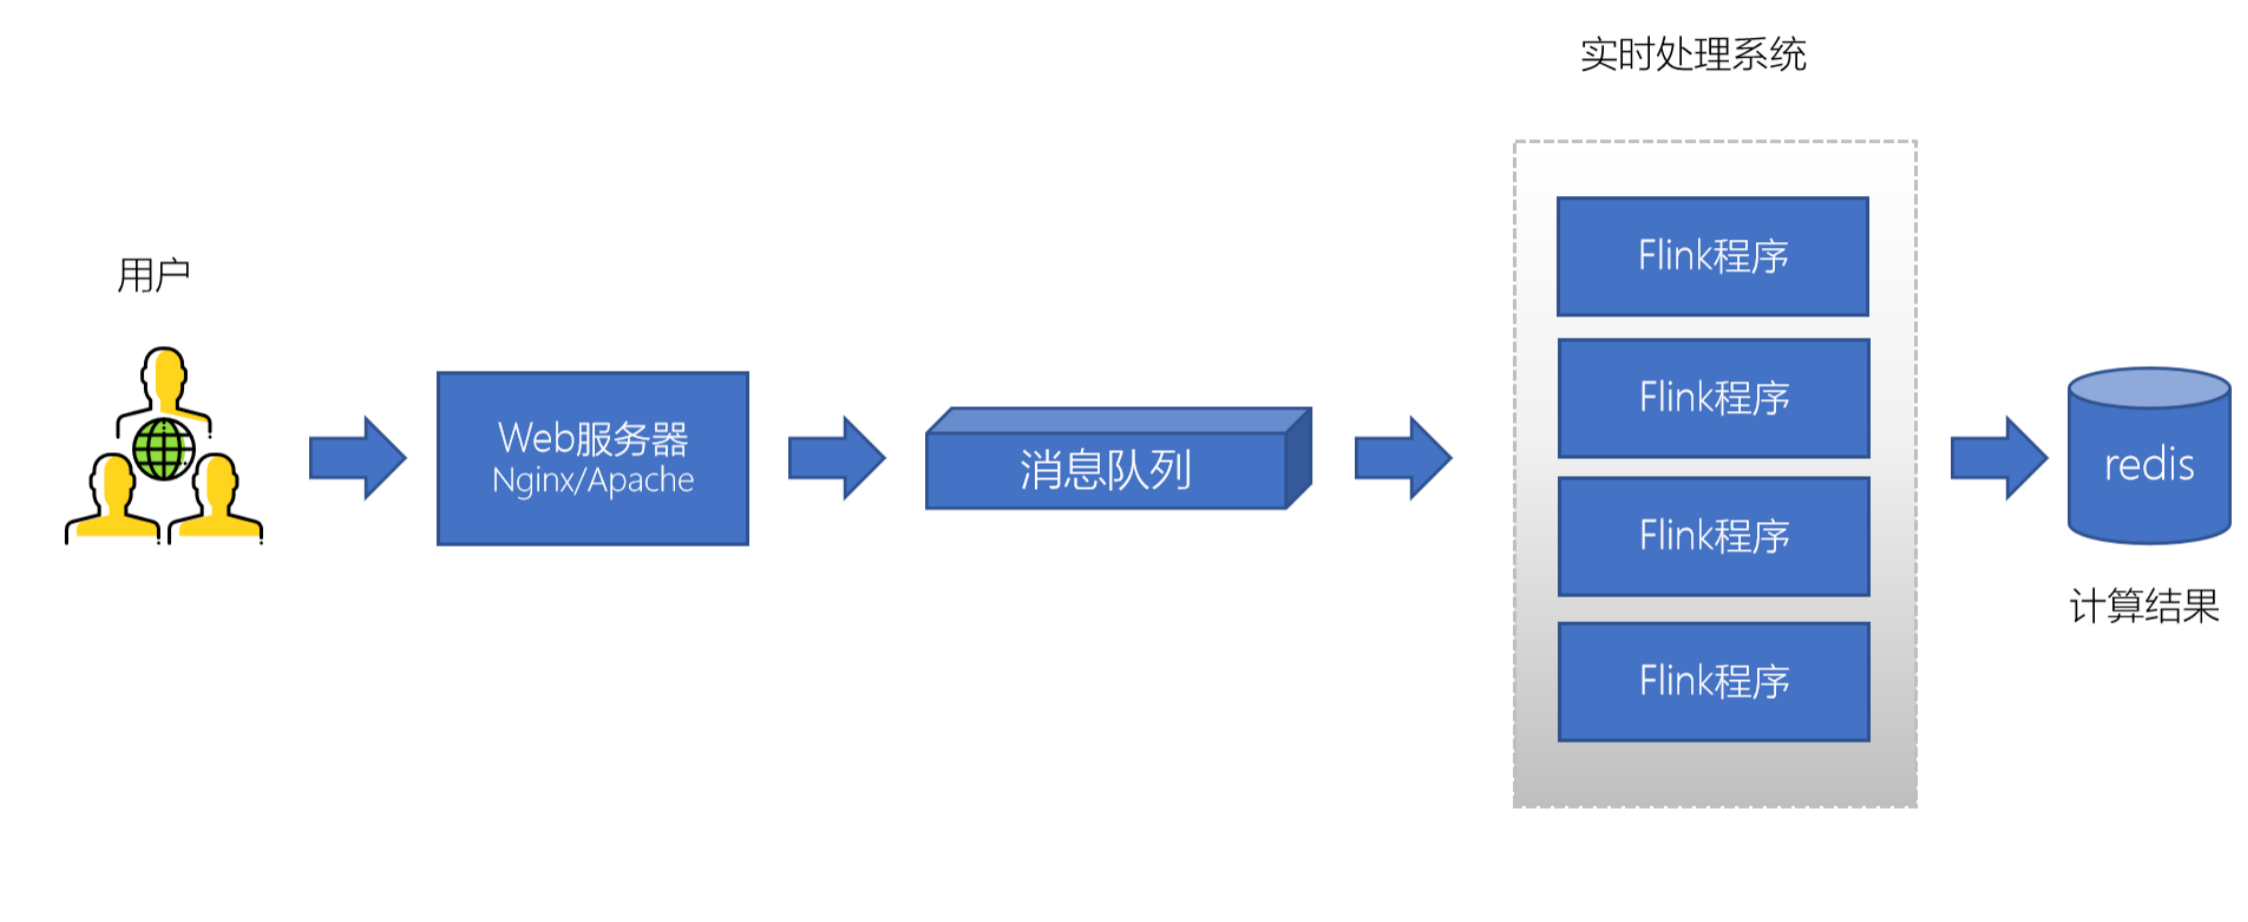 实时处理系统
用户
Web服务器
Nginx/Apache
消息队列
Flink程序
Flink程序
Flink程序
Flink程序
redis
计算结果